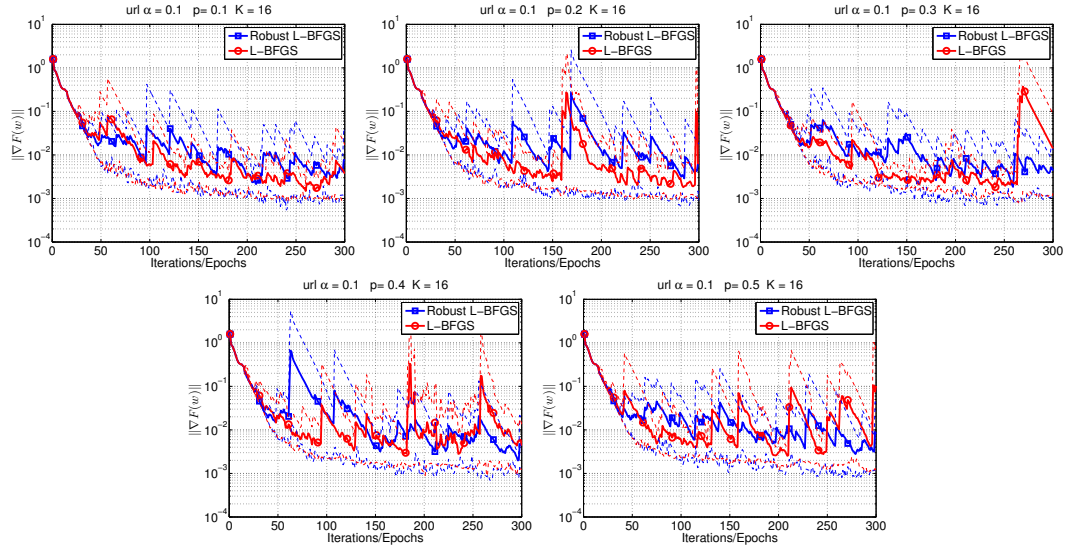 url α = 0.1 p= 0.1 K = 16
Robust L−BFGS
L−BFGS
||∇F(w)||
10^1
10^0
10^−1
10^−2
10^−3
10^−4
0 50 100 150 200 250 300
Iterations/Epochs
url α = 0.1 p= 0.2 K = 16
Robust L−BFGS
L−BFGS
||∇F(w)||
10^1
10^0
10^−1
10^−2
10^−3
10^−4
0 50 100 150 200 250 300
Iterations/Epochs
url α = 0.1 p= 0.3 K = 16
Robust L−BFGS
L−BFGS
||∇F(w)||
10^1
10^0
10^−1
10^−2
10^−3
10^−4
0 50 100 150 200 250 300
Iterations/Epochs
url α = 0.1 p= 0.4 K = 16
Robust L−BFGS
L−BFGS
||∇F(w)||
10^1
10^0
10^−1
10^−2
10^−3
10^−4
0 50 100 150 200 250 300
Iterations/Epochs
url α = 0.1 p= 0.5 K = 16
Robust L−BFGS
L−BFGS
||∇F(w)||
10^1
10^0
10^−1
10^−2
10^−3
10^−4
0 50 100 150 200 250 300
Iterations/Epochs